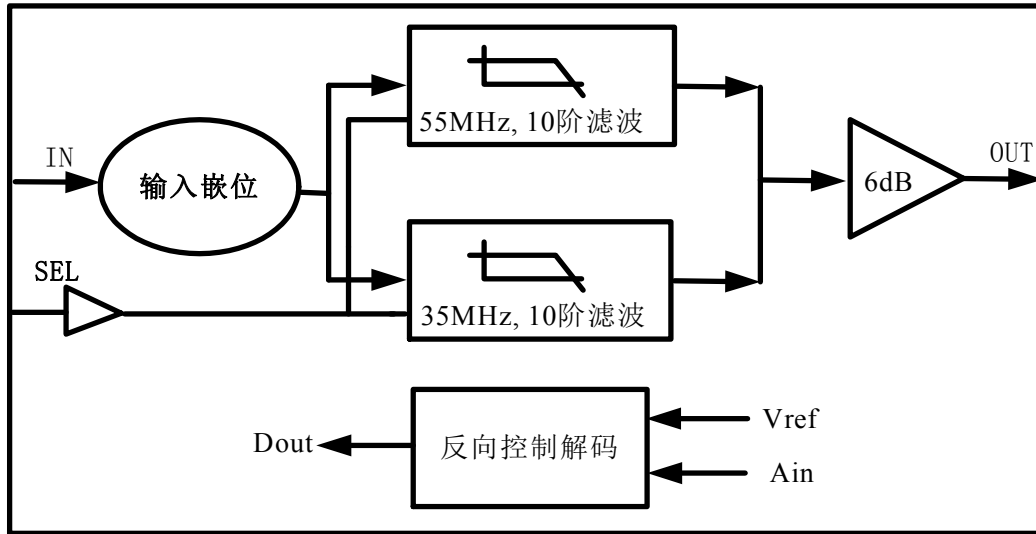 55MHz, 10阶滤波
IN
输入嵌位
6dB
OUT
SEL
35MHz, 10阶滤波
Dout
反向控制解码
Vref
Ain